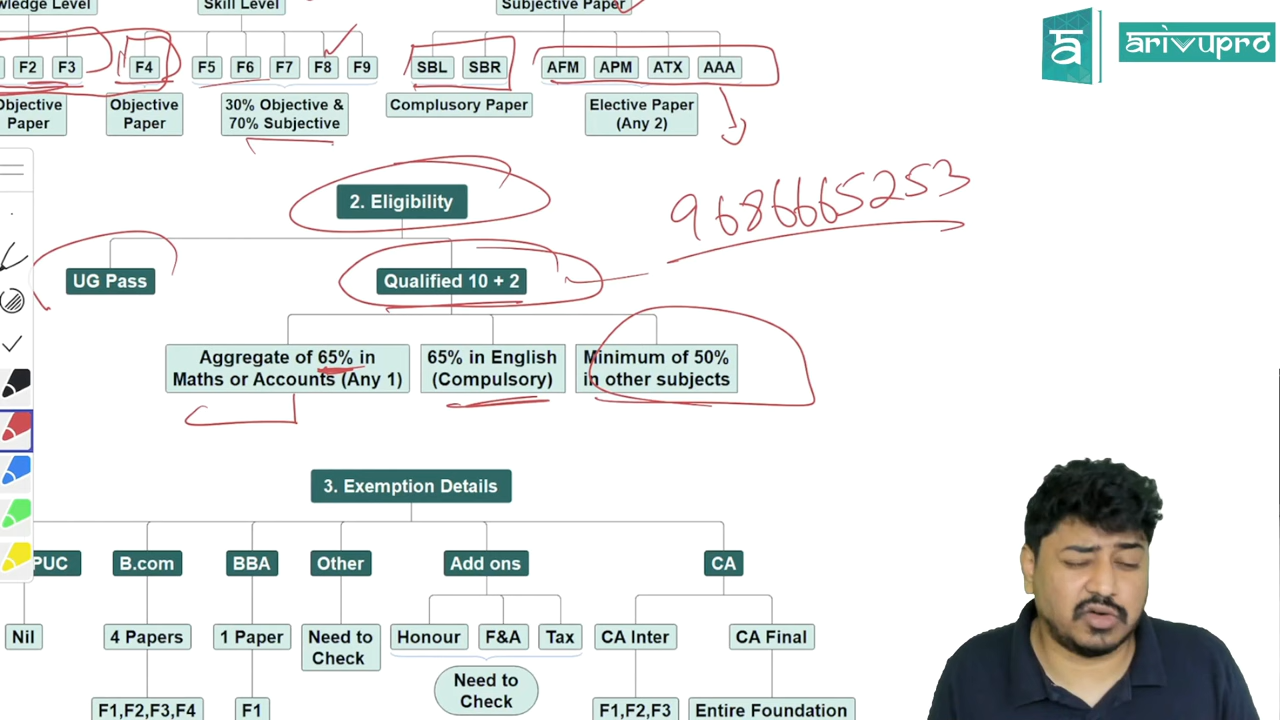 wledge Level
Skill Level
Subjective Paper
F2
F3
F4
F5
F6
F7
F8
F9
SBL
SBR
AFM
APM
ATX
AAA
Objective
Paper
Objective
Paper
30% Objective &
70% Subjective
Complusory Paper
Elective Paper
(Any 2)
arivupro
2. Eligibility
9686665253
UG Pass
Qualified 10 + 2
Aggregate of 65% in
Maths or Accounts (Any 1)
65% in English
(Compulsory)
Minimum of 50%
in other subjects
3. Exemption Details
PUC
B.com
BBA
Other
Add ons
CA
Nil
4 Papers
1 Paper
Need to
Check
Honour
F&A
Tax
CA Inter
CA Final
Need to
Check
F1,F2,F3,F4
F1
F1,F2,F3
Entire Foundation